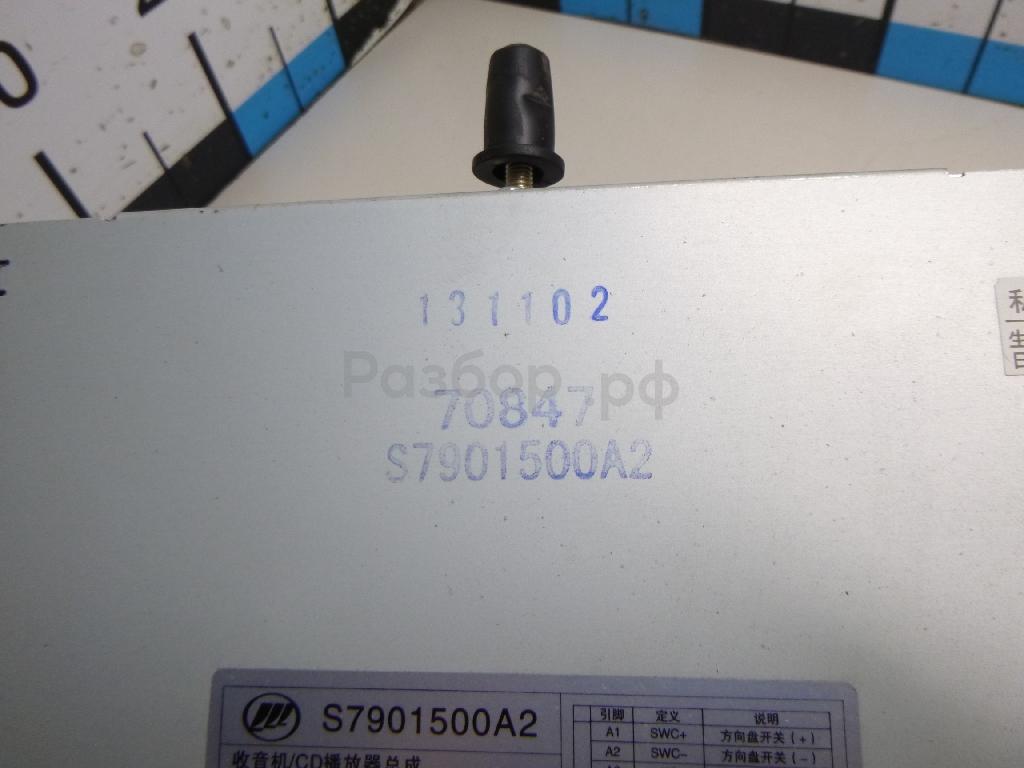 131102
Разбор.рф
70847
S7901500A2
S7901500A2
收音机/CD播放器总成
引脚 定义 说明
A1 SWC+ 方向盘开关(+)
A2 SWC- 方向盘开关(-)